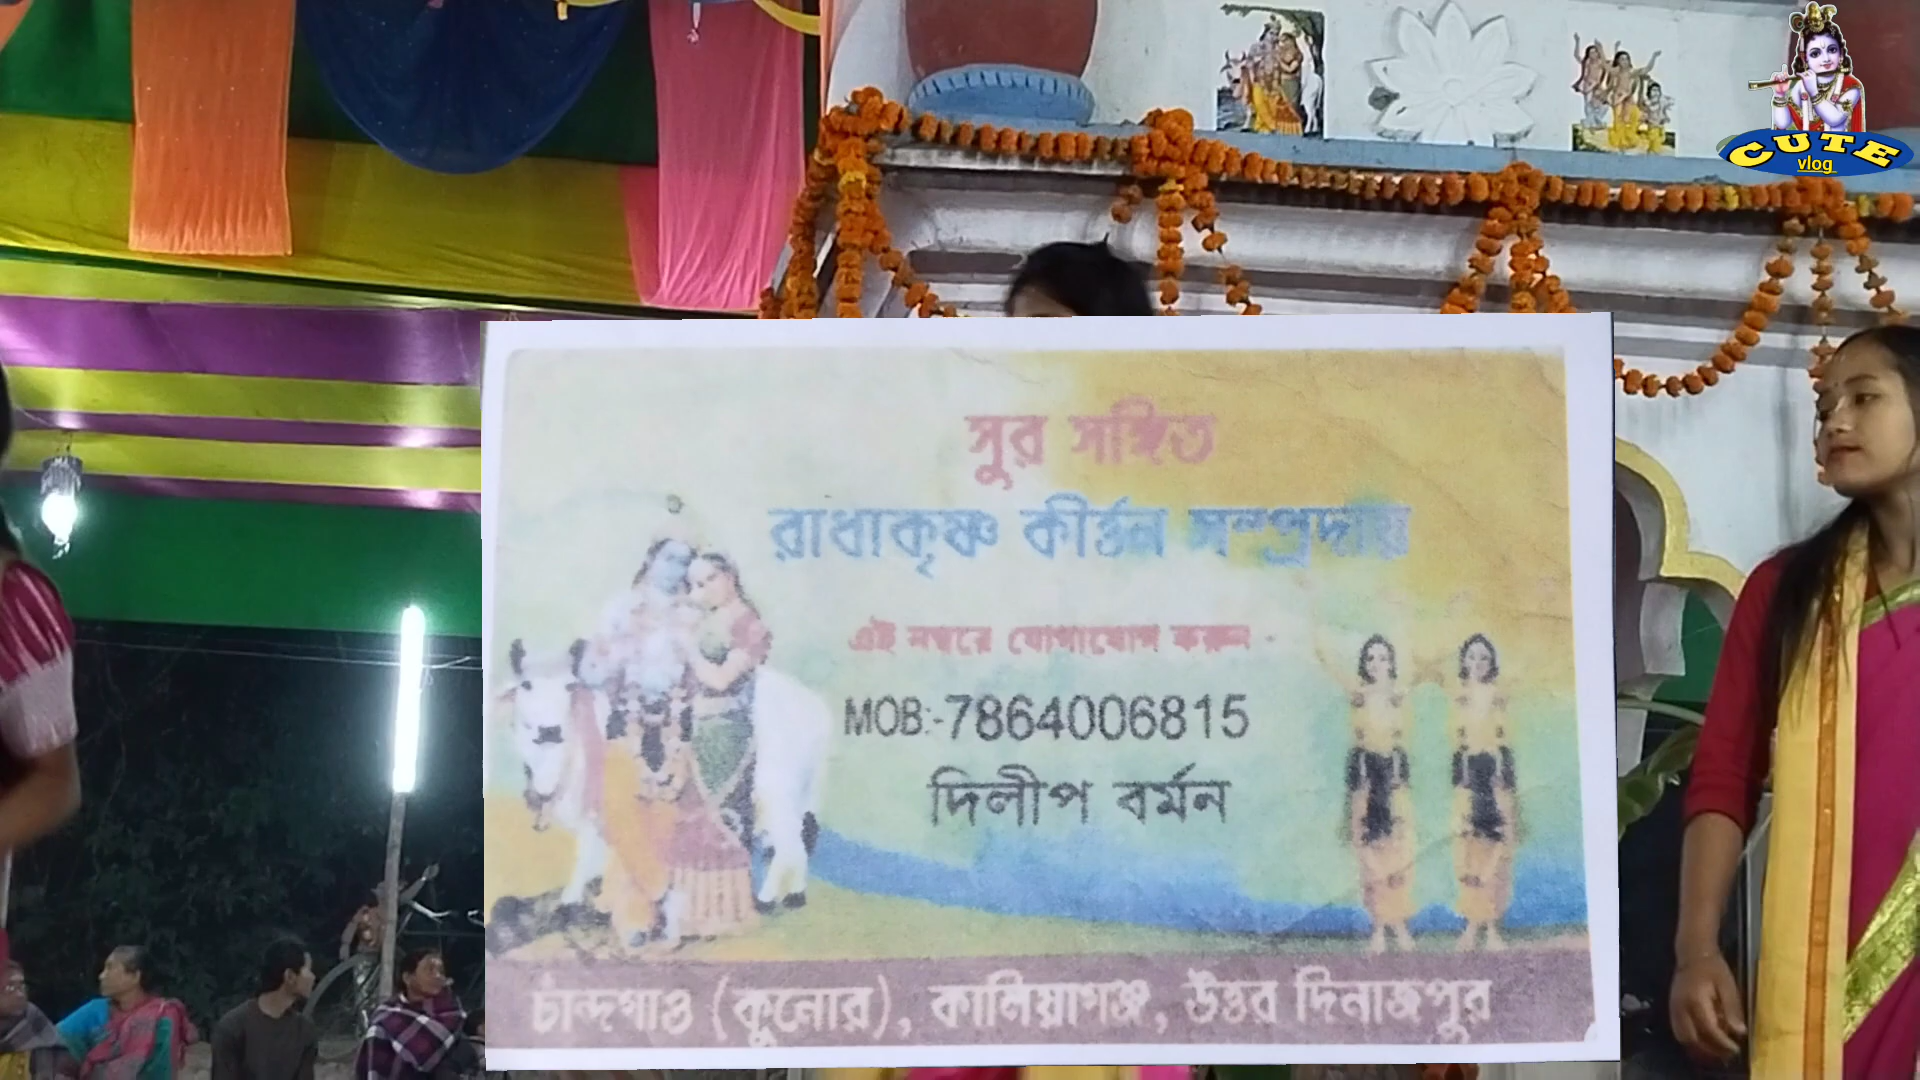 CUTE
vlog
সুর সঙ্গিত
রাধাকৃষ্ণ কীর্ত্তন সম্প্রদায়
এই নম্বরে যোগাযোগ করুন -
MOB:-7864006815
দিলীপ বর্মন
চান্দগাও (কুনোর), কালিয়াগঞ্জ, উত্তর দিনাজপুর